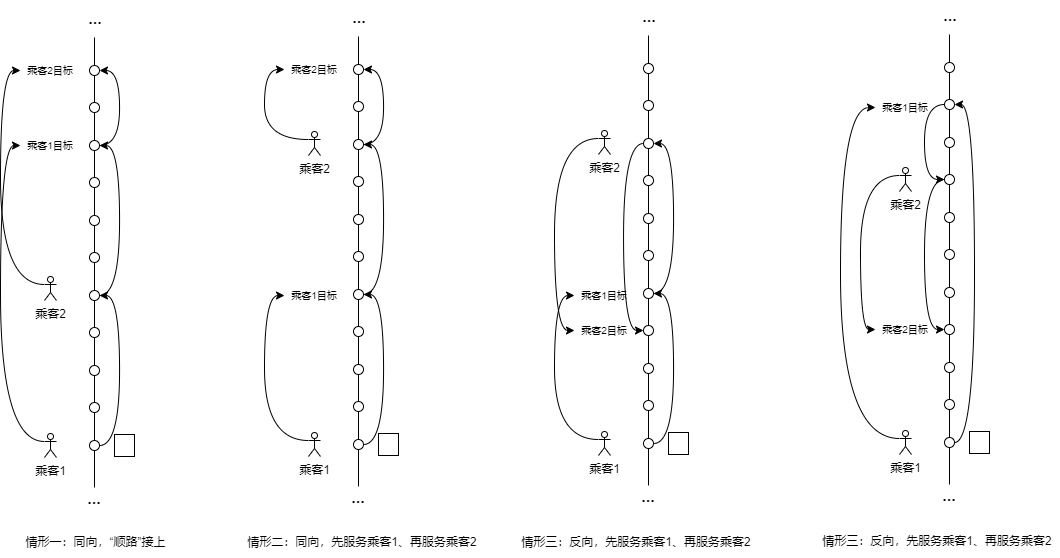 ...
乘客2目标
乘客1目标
乘客2
乘客1
...
情形一：同向，“顺路”接上
...
乘客2目标
乘客2
乘客1目标
乘客1
...
情形二：同向，先服务乘客1、再服务乘客2
...
乘客2
乘客1目标
乘客2目标
乘客1
...
情形三：反向，先服务乘客1、再服务乘客2
...
乘客1目标
乘客2
乘客2目标
乘客1
...
情形三：反向，先服务乘客1、再服务乘客2